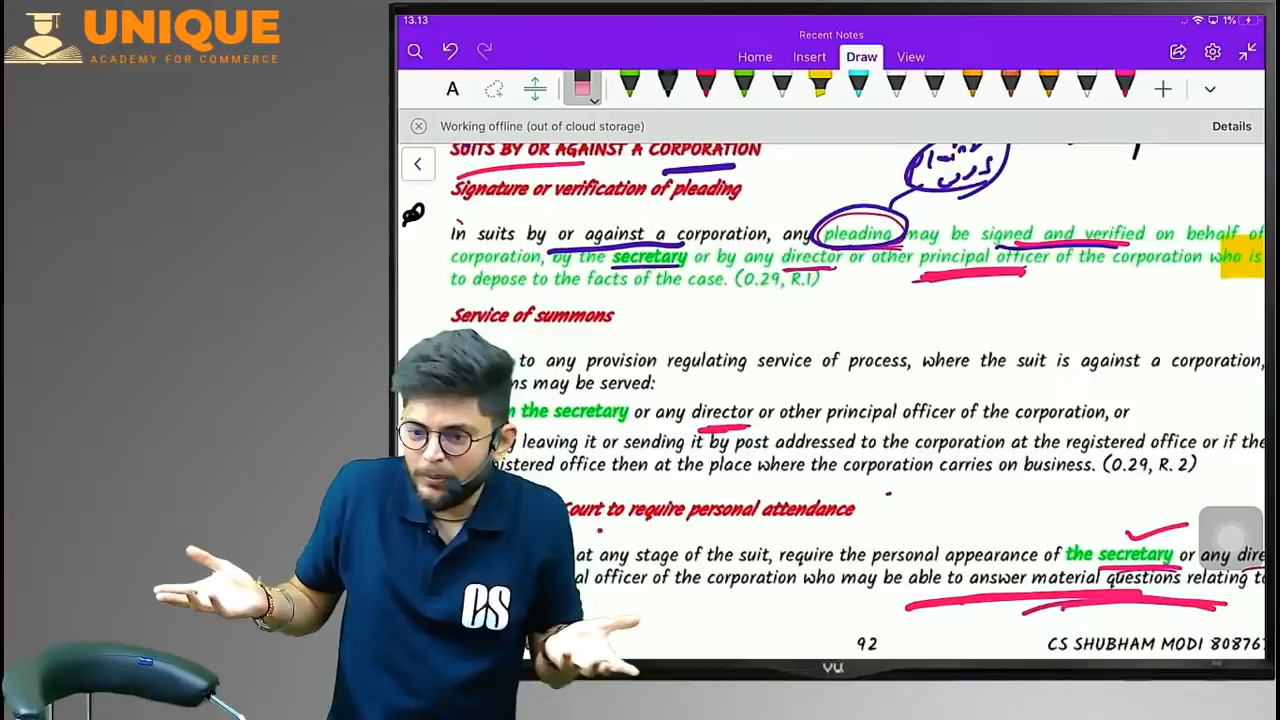 UNIQUE
ACADEMY FOR COMMERCE
13.13
1%
Recent Notes
Home Insert Draw View
A
Working offline (out of cloud storage)
Details
SUITS BY OR AGAINST A CORPORATION
Signature or verification of pleading
In suits by or against a corporation, any pleading may be signed and verified on behalf of
corporation, by the secretary or by any director or other principal officer of the corporation who is
to depose to the facts of the case. (O.29, R.1)
Service of summons
to any provision regulating service of process, where the suit is against a corporation,
ns may be served:
the secretary or any director or other principal officer of the corporation, or
leaving it or sending it by post addressed to the corporation at the registered office or if the
istered office then at the place where the corporation carries on business. (O.29, R. 2)
Court to require personal attendance
at any stage of the suit, require the personal appearance of the secretary or any dire
al officer of the corporation who may be able to answer material questions relating to
92
CS SHUBHAM MODI 80876
vu
CS